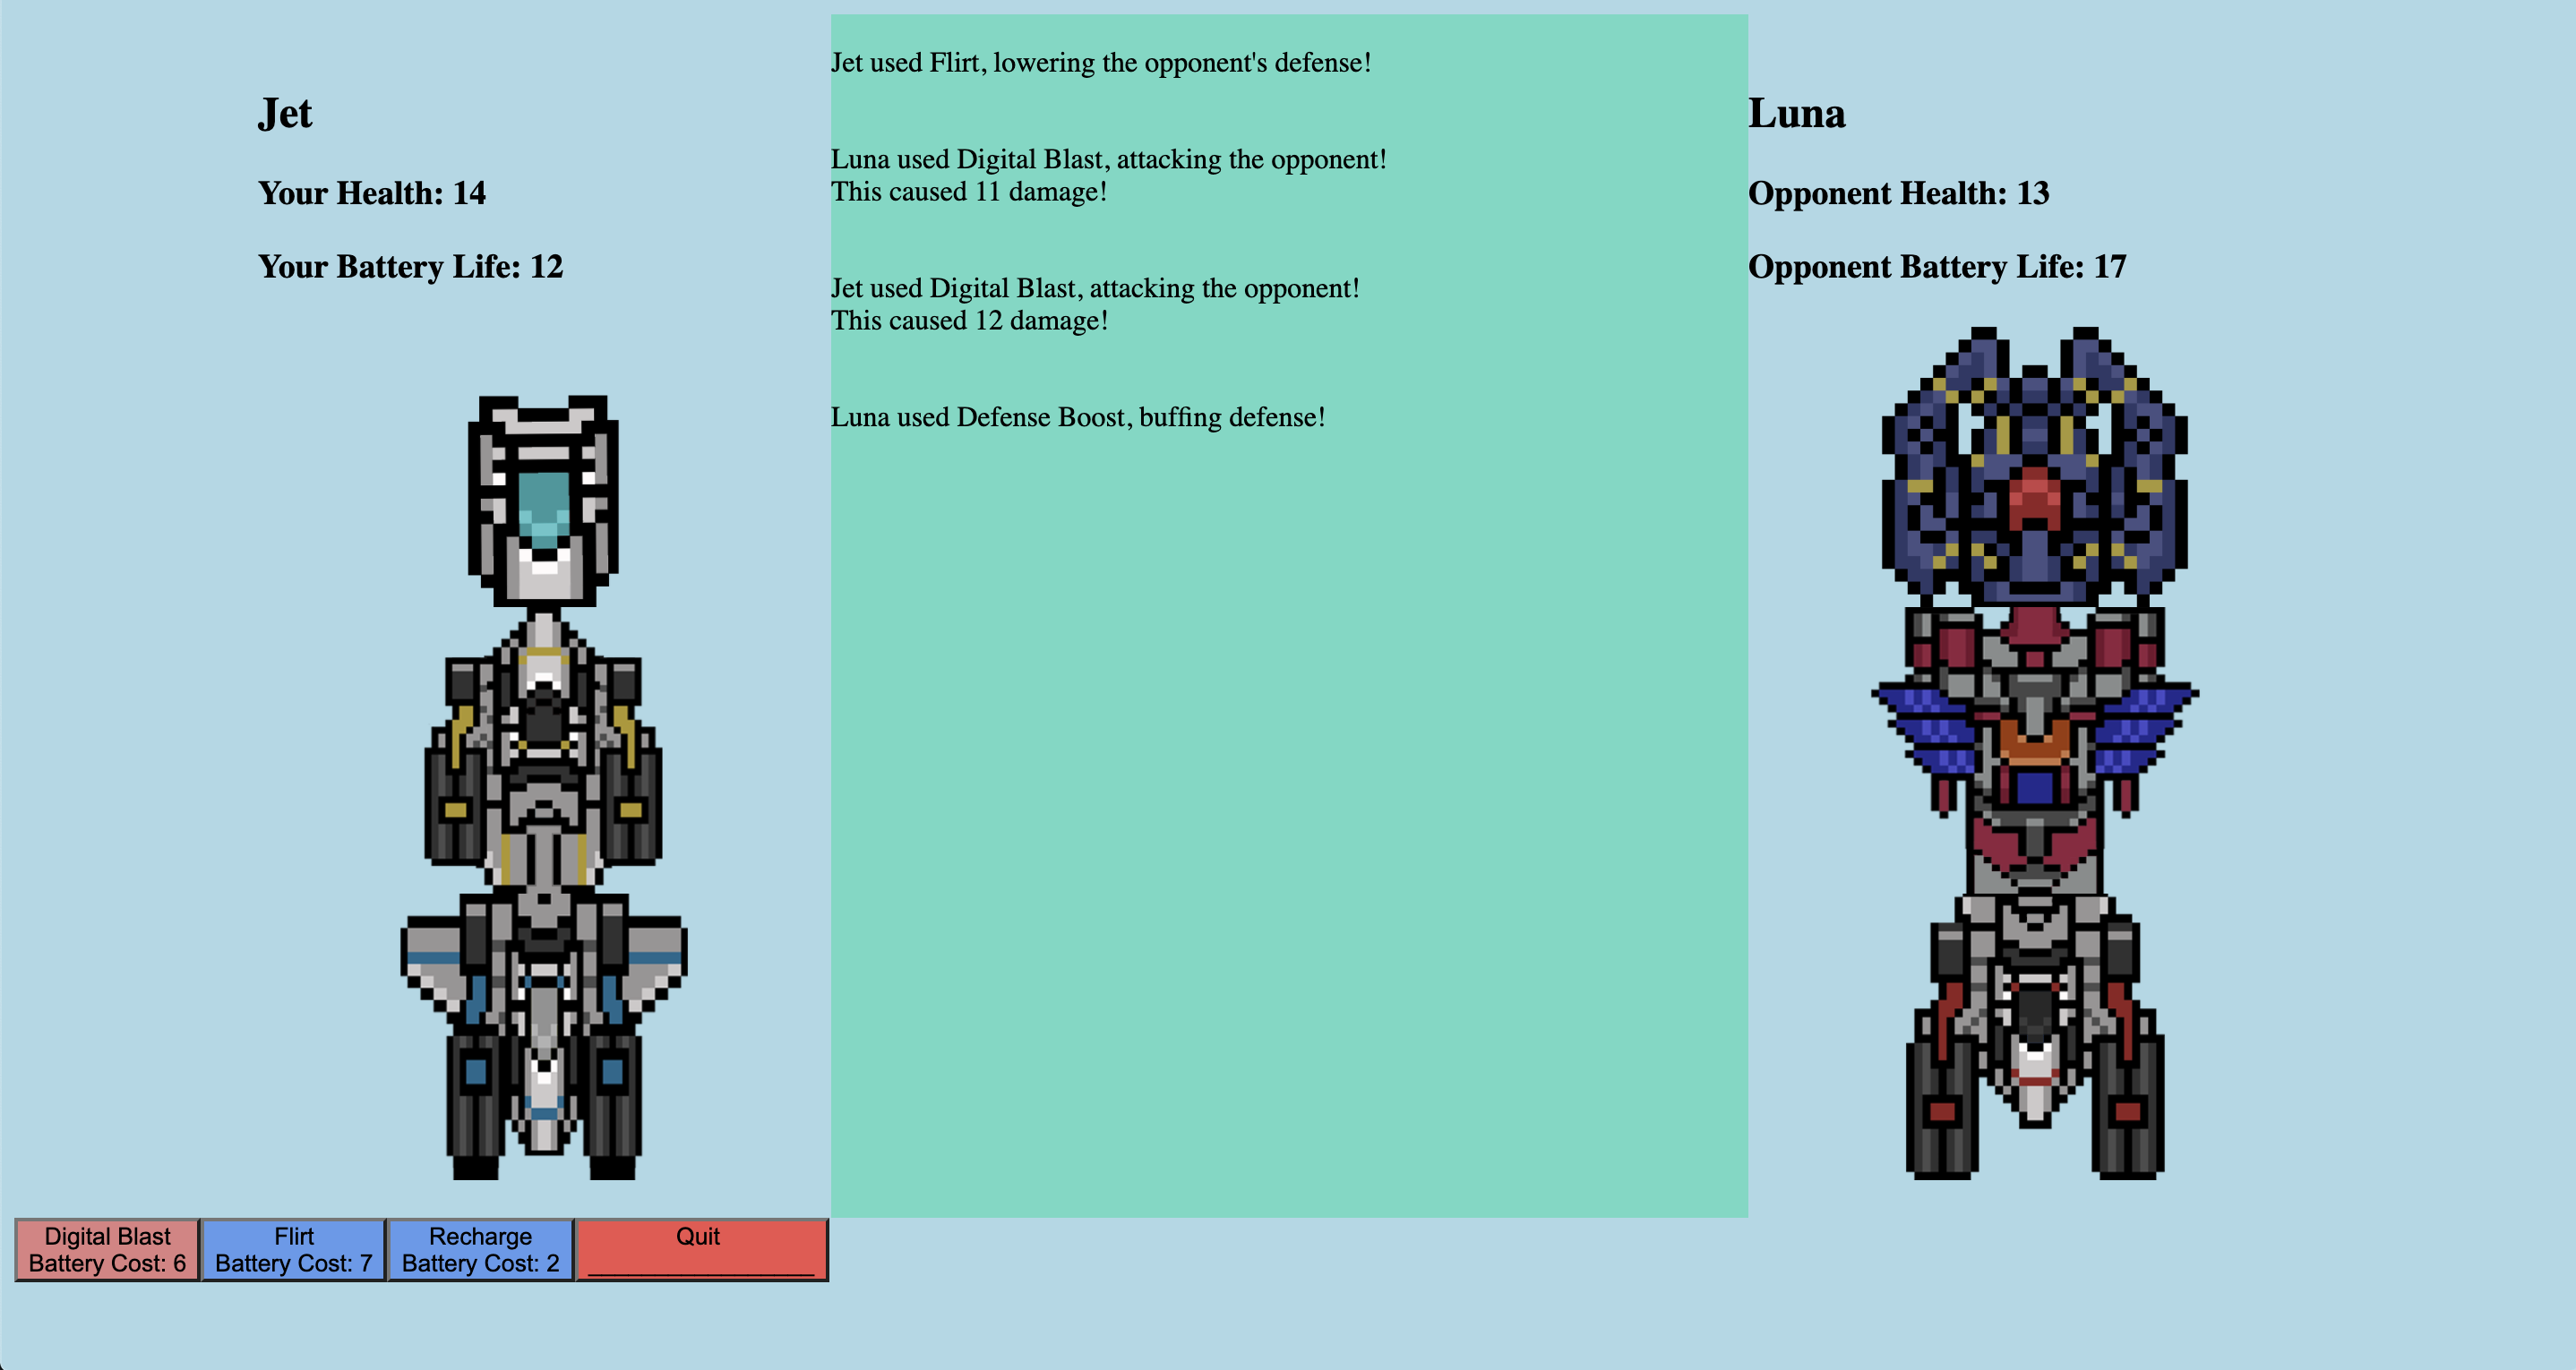 Jet
Your Health: 14
Your Battery Life: 12
Jet used Flirt, lowering the opponent's defense!
Luna used Digital Blast, attacking the opponent!
This caused 11 damage!
Jet used Digital Blast, attacking the opponent!
This caused 12 damage!
Luna used Defense Boost, buffing defense!
Luna
Opponent Health: 13
Opponent Battery Life: 17
Digital Blast
Battery Cost: 6
Flirt
Battery Cost: 7
Recharge
Battery Cost: 2
Quit